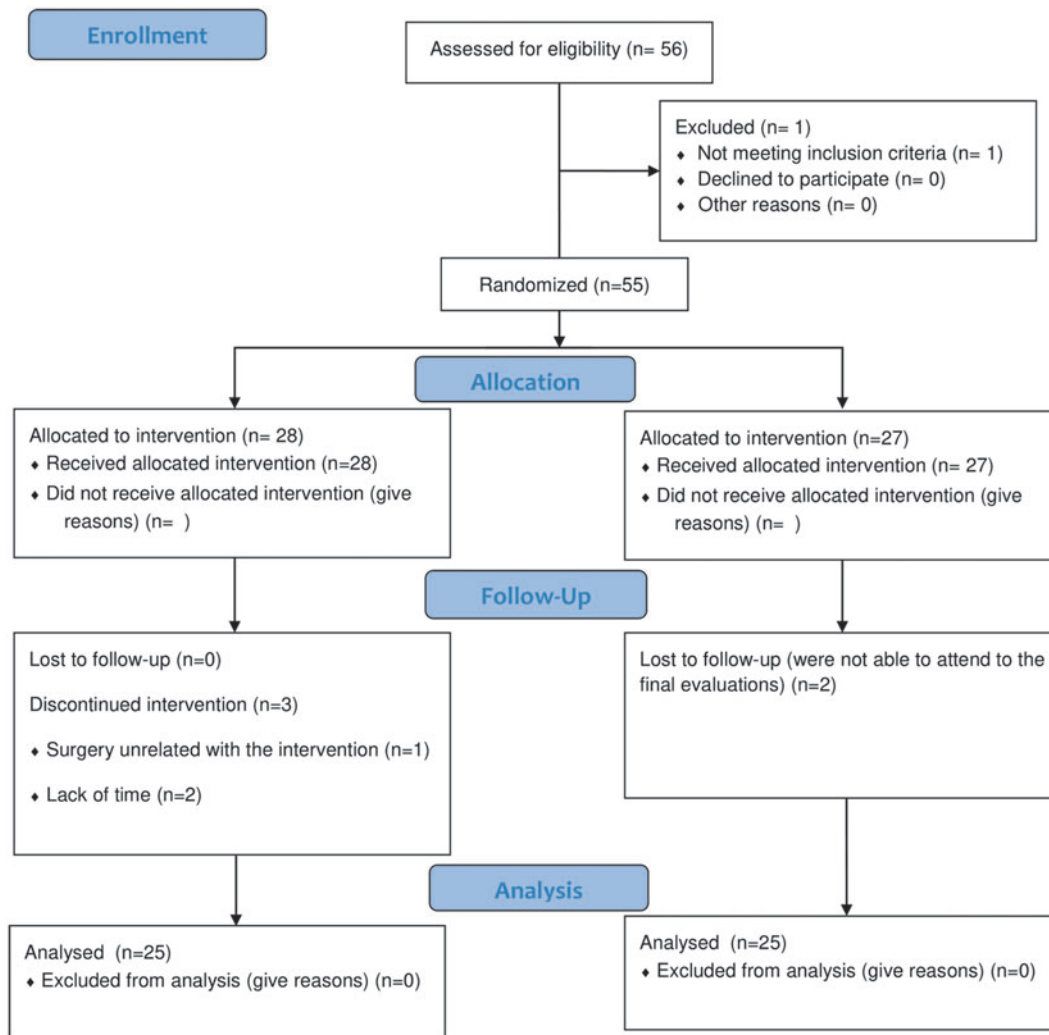 Enrollment
Assessed for eligibility (n= 56)
Excluded (n= 1)
♦ Not meeting inclusion criteria (n= 1)
♦ Declined to participate (n= 0)
♦ Other reasons (n= 0)
Randomized (n=55)
Allocation
Allocated to intervention (n= 28)
♦ Received allocated intervention (n=28)
♦ Did not receive allocated intervention (give
reasons) (n=  )
Allocated to intervention (n=27)
♦ Received allocated intervention (n= 27)
♦ Did not receive allocated intervention (give
reasons) (n=  )
Follow-Up
Lost to follow-up (n=0)
Discontinued intervention (n=3)
♦ Surgery unrelated with the intervention (n=1)
♦ Lack of time (n=2)
Lost to follow-up (were not able to attend to the
final evaluations) (n=2)
Analysis
Analysed  (n=25)
♦ Excluded from analysis (give reasons) (n=0)
Analysed  (n=25)
♦ Excluded from analysis (give reasons) (n=0)